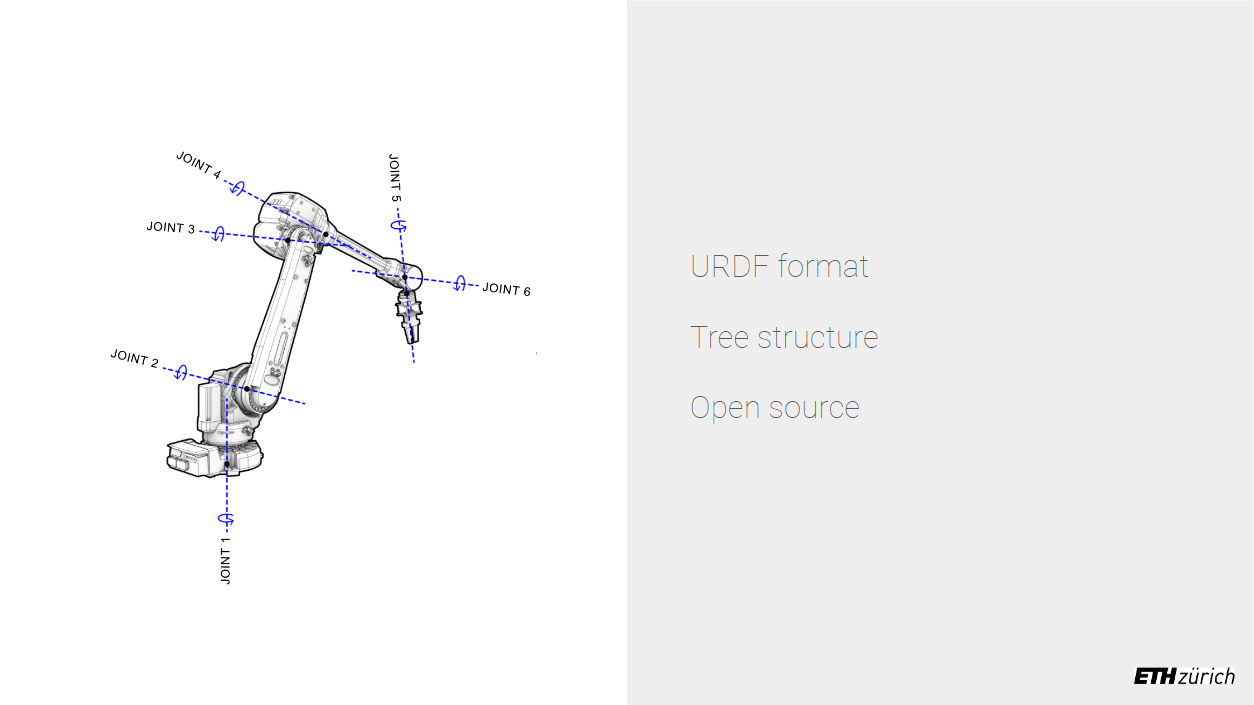 JOINT 4
JOINT 5
JOINT 3
JOINT 6
JOINT 2
JOINT 1
URDF format
Tree structure
Open source
ETH zürich